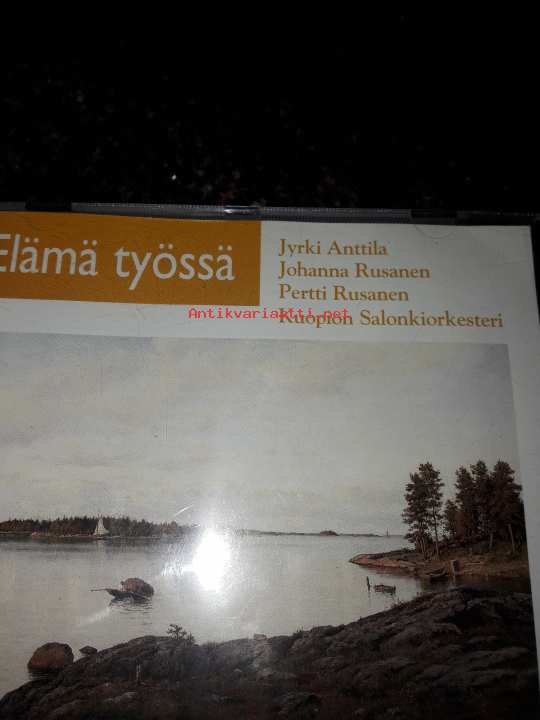 Elämä työssä
Jyrki Anttila
Johanna Rusanen
Pertti Rusanen
Kuopion Salonkiorkesteri
Antikvariaatti.net